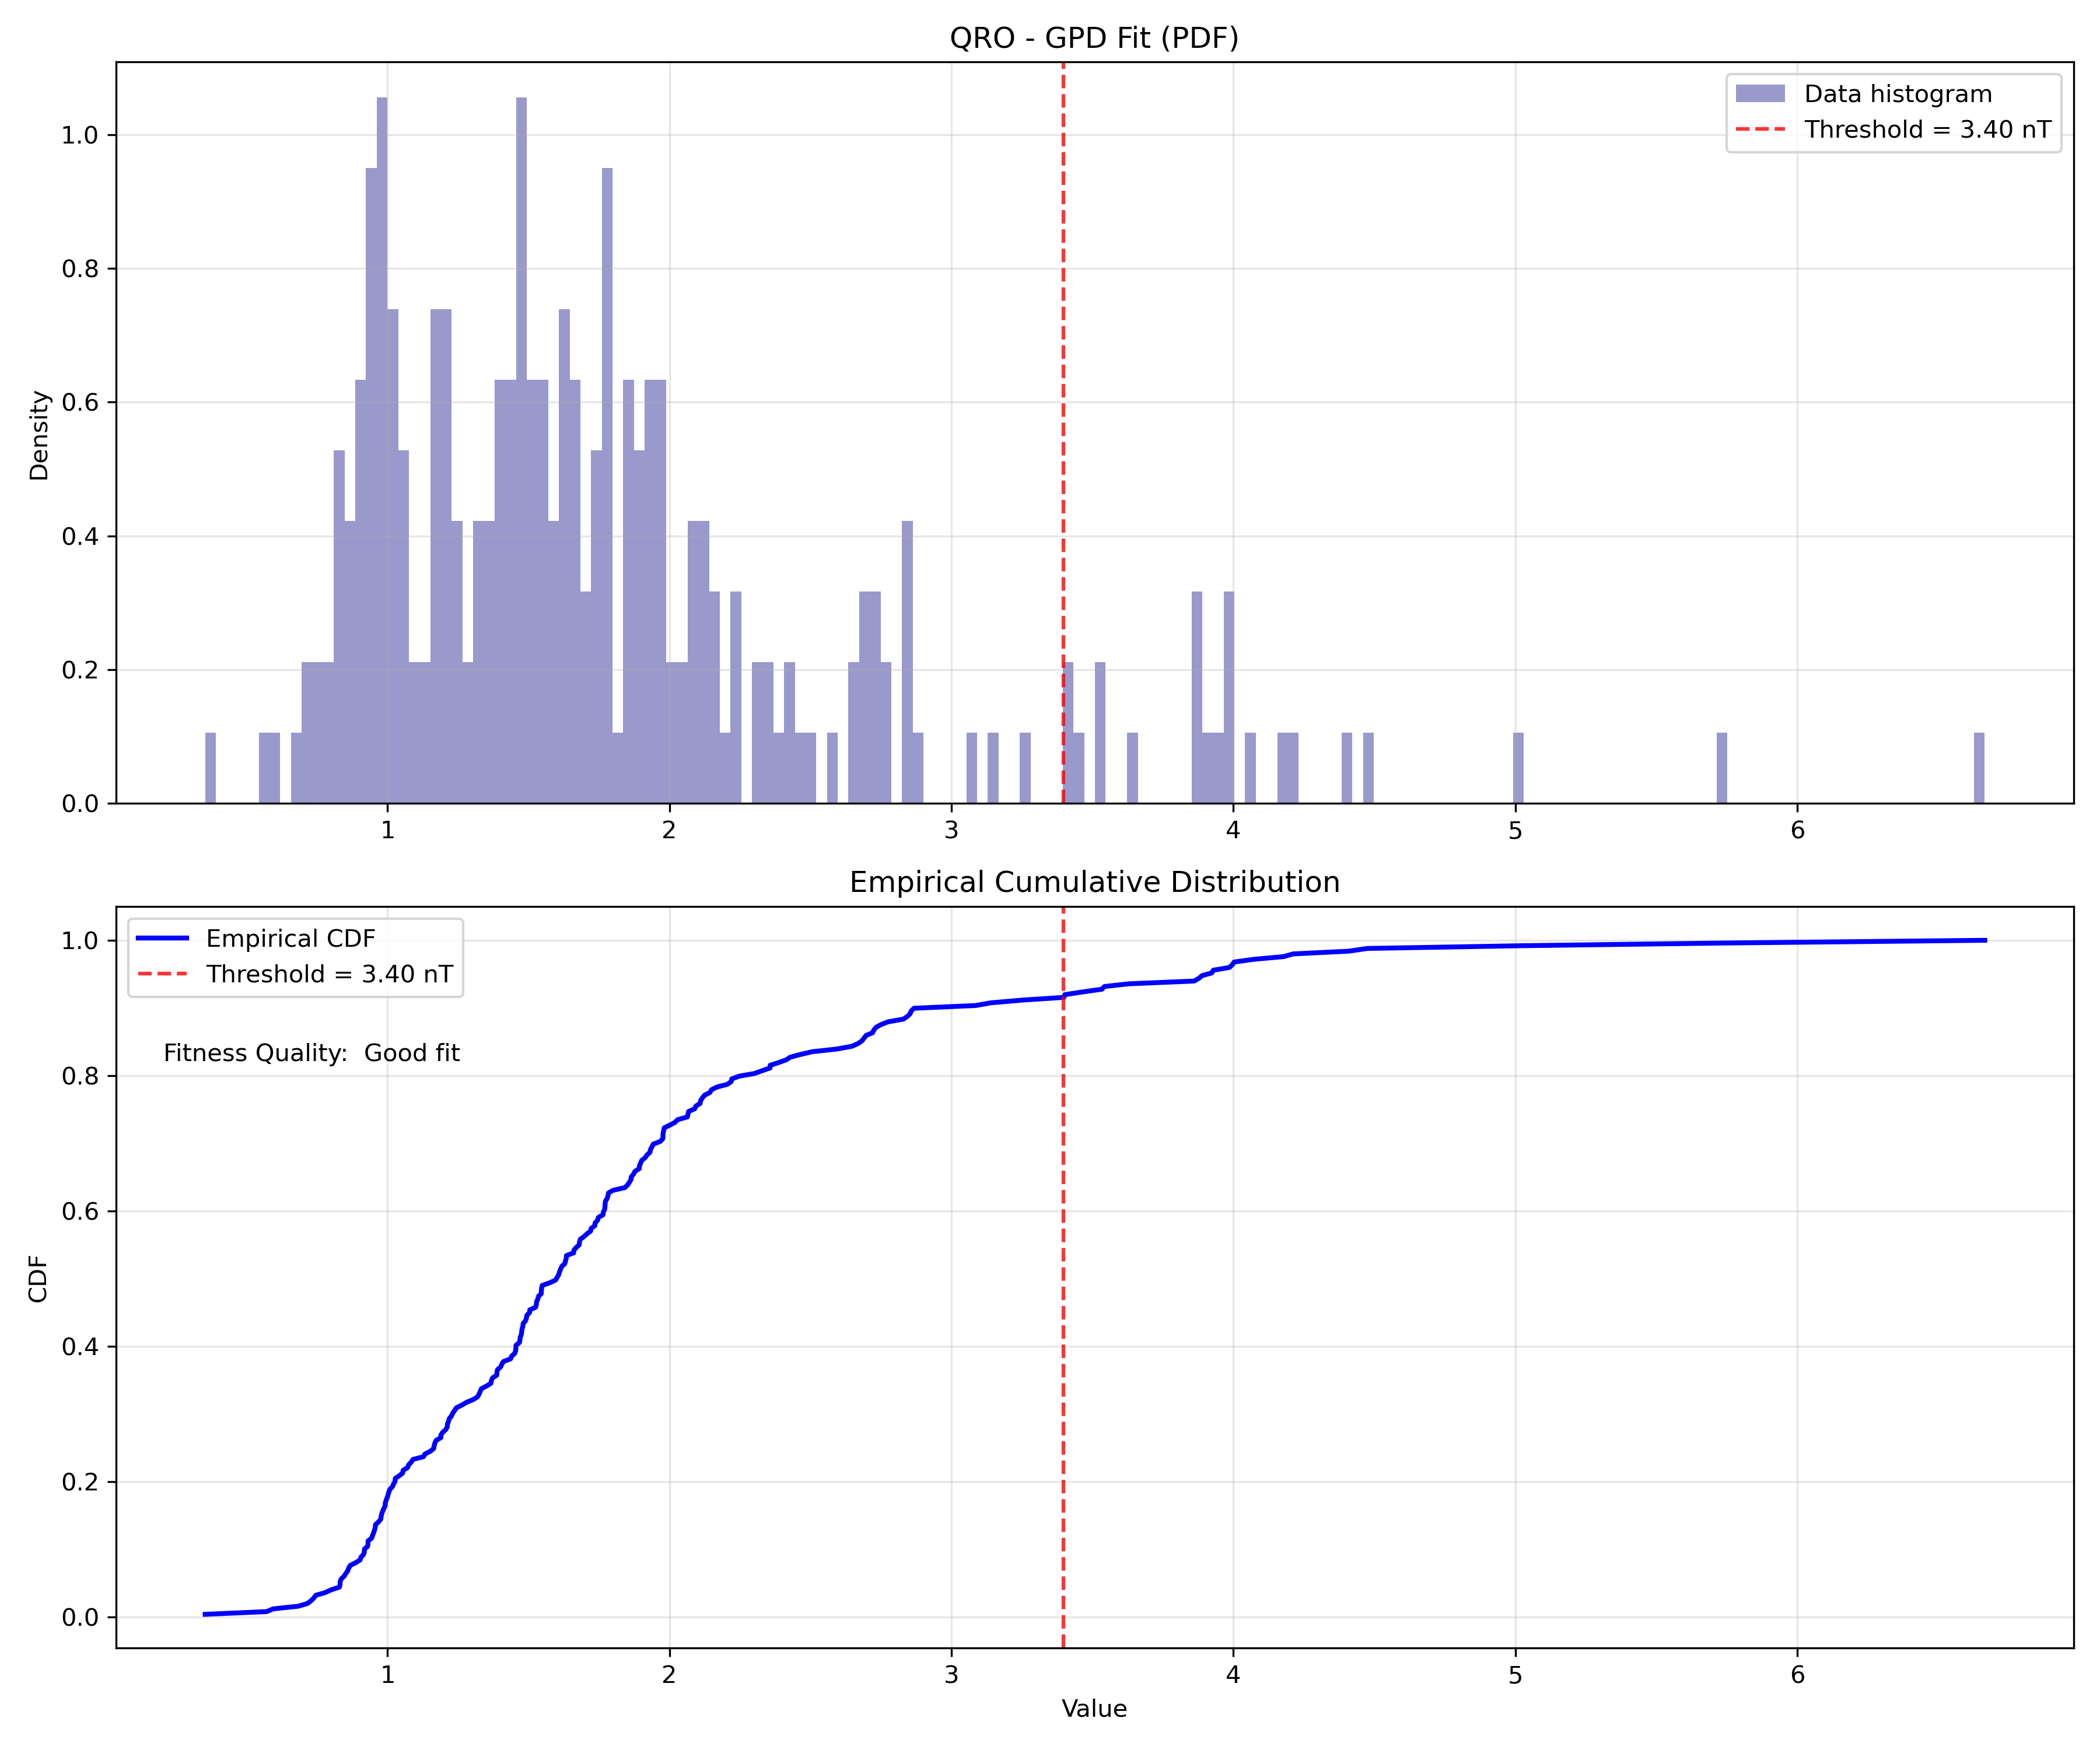 QRO - GPD Fit (PDF)
Data histogram
Threshold = 3.40 nT
Density
1.0
0.8
0.6
0.4
0.2
0.0
1 2 3 4 5 6
Empirical Cumulative Distribution
Empirical CDF
Threshold = 3.40 nT
Fitness Quality:  Good fit
CDF
1.0
0.8
0.6
0.4
0.2
0.0
1 2 3 4 5 6
Value